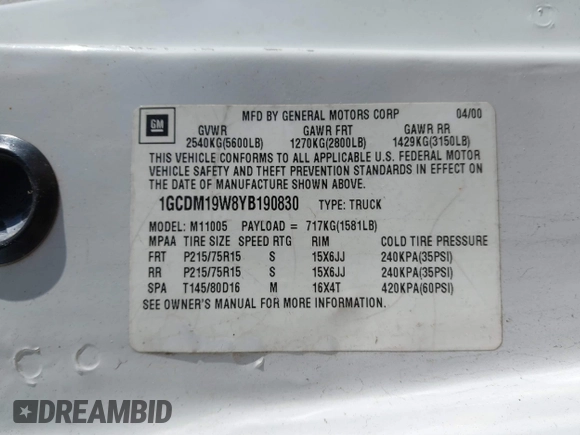 GM
MFD BY GENERAL MOTORS CORP 04/00
GVWR GAWR FRT GAWR RR
2540KG(5600LB) 1270KG(2800LB) 1429KG(3150LB)
THIS VEHICLE CONFORMS TO ALL APPLICABLE U.S. FEDERAL MOTOR
VEHICLE SAFETY AND THEFT PREVENTION STANDARDS IN EFFECT ON
THE DATE OF MANUFACTURE SHOWN ABOVE.
1GCDM19W8YB190830 TYPE: TRUCK
MODEL: M11005 PAYLOAD = 717KG(1581LB)
MPAA TIRE SIZE SPEED RTG RIM COLD TIRE PRESSURE
FRT P215/75R15 S 15X6JJ 240KPA(35PSI)
RR P215/75R15 S 15X6JJ 240KPA(35PSI)
SPA T145/80D16 M 16X4T 420KPA(60PSI)
SEE OWNER'S MANUAL FOR MORE INFORMATION.
DREAMBID